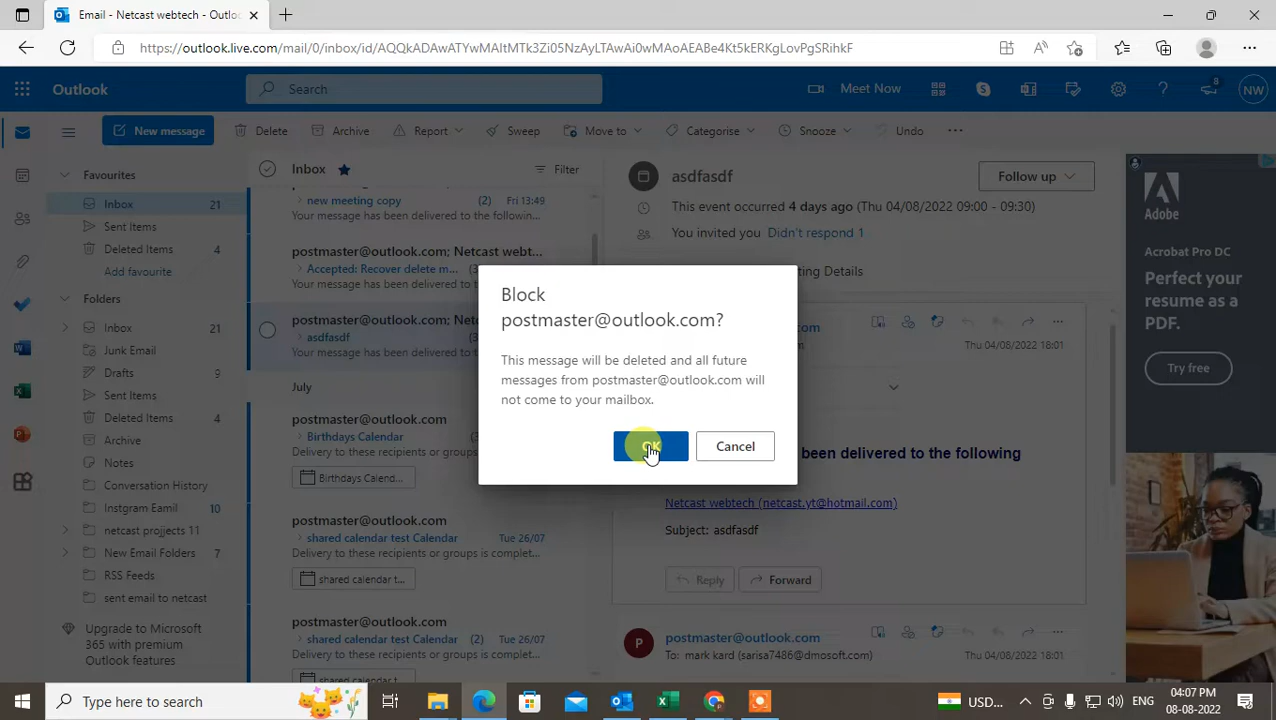 Email - Netcast webtech - Outlo
https://outlook.live.com/mail/0/inbox/id/AQQkADAwATYwMAItMTk3Zi05NzAyLTAwAi0wMAoAEABe4Kt5kERKgLovPgSRihkF
Outlook
Search
Meet Now
8
NW
New message
Delete
Archive
Report
Sweep
Move to
Categorise
Snooze
Undo
Favourites
Inbox 21
Sent Items
Deleted Items 4
Add favourite
Folders
Inbox 21
Junk Email
Drafts 9
Sent Items
Deleted Items 4
Archive
Notes
Conversation History
Instgram Eamil 10
netcast projjects 11
New Email Folders 7
RSS Feeds
sent email to netcast
Upgrade to Microsoft
365 with premium
Outlook features
Inbox
Filter
new meeting copy (2) Fri 13:49
Your message has been delivered to the followin...
postmaster@outlook.com; Netcast webt...
Accepted: Recover delete m... (3
Your message has been delivered t
postmaster@outlook.com; Net
asdfasdf
Your message has been delivered t
July
postmaster@outlook.com
Birthdays Calendar (3
Delivery to these recipients or groups
Birthdays Calend...
postmaster@outlook.com
shared calendar test Calendar Tue 26/07
Delivery to these recipients or groups is complete...
shared calendar t...
postmaster@outlook.com
shared calendar test Calendar (2) Tue 26/07
Delivery to these recipients or groups is complete...
asdfasdf
Follow up
This event occurred 4 days ago (Thu 04/08/2022 09:00 - 09:30)
You invited you Didn't respond 1
ting Details
Thu 04/08/2022 18:01
been delivered to the following
Netcast webtech (netcast.yt@hotmail.com)
Subject: asdfasdf
Reply
Forward
P
postmaster@outlook.com
To: mark kard (sarisa7486@dmosoft.com)
Thu 04/08/2022 18:01
Block
postmaster@outlook.com?
This message will be deleted and all future
messages from postmaster@outlook.com will
not come to your mailbox.
OK
Cancel
Adobe
Acrobat Pro DC
Perfect your
resume as a
PDF.
Try free
Type here to search
USD...
ENG
04:07 PM
08-08-2022